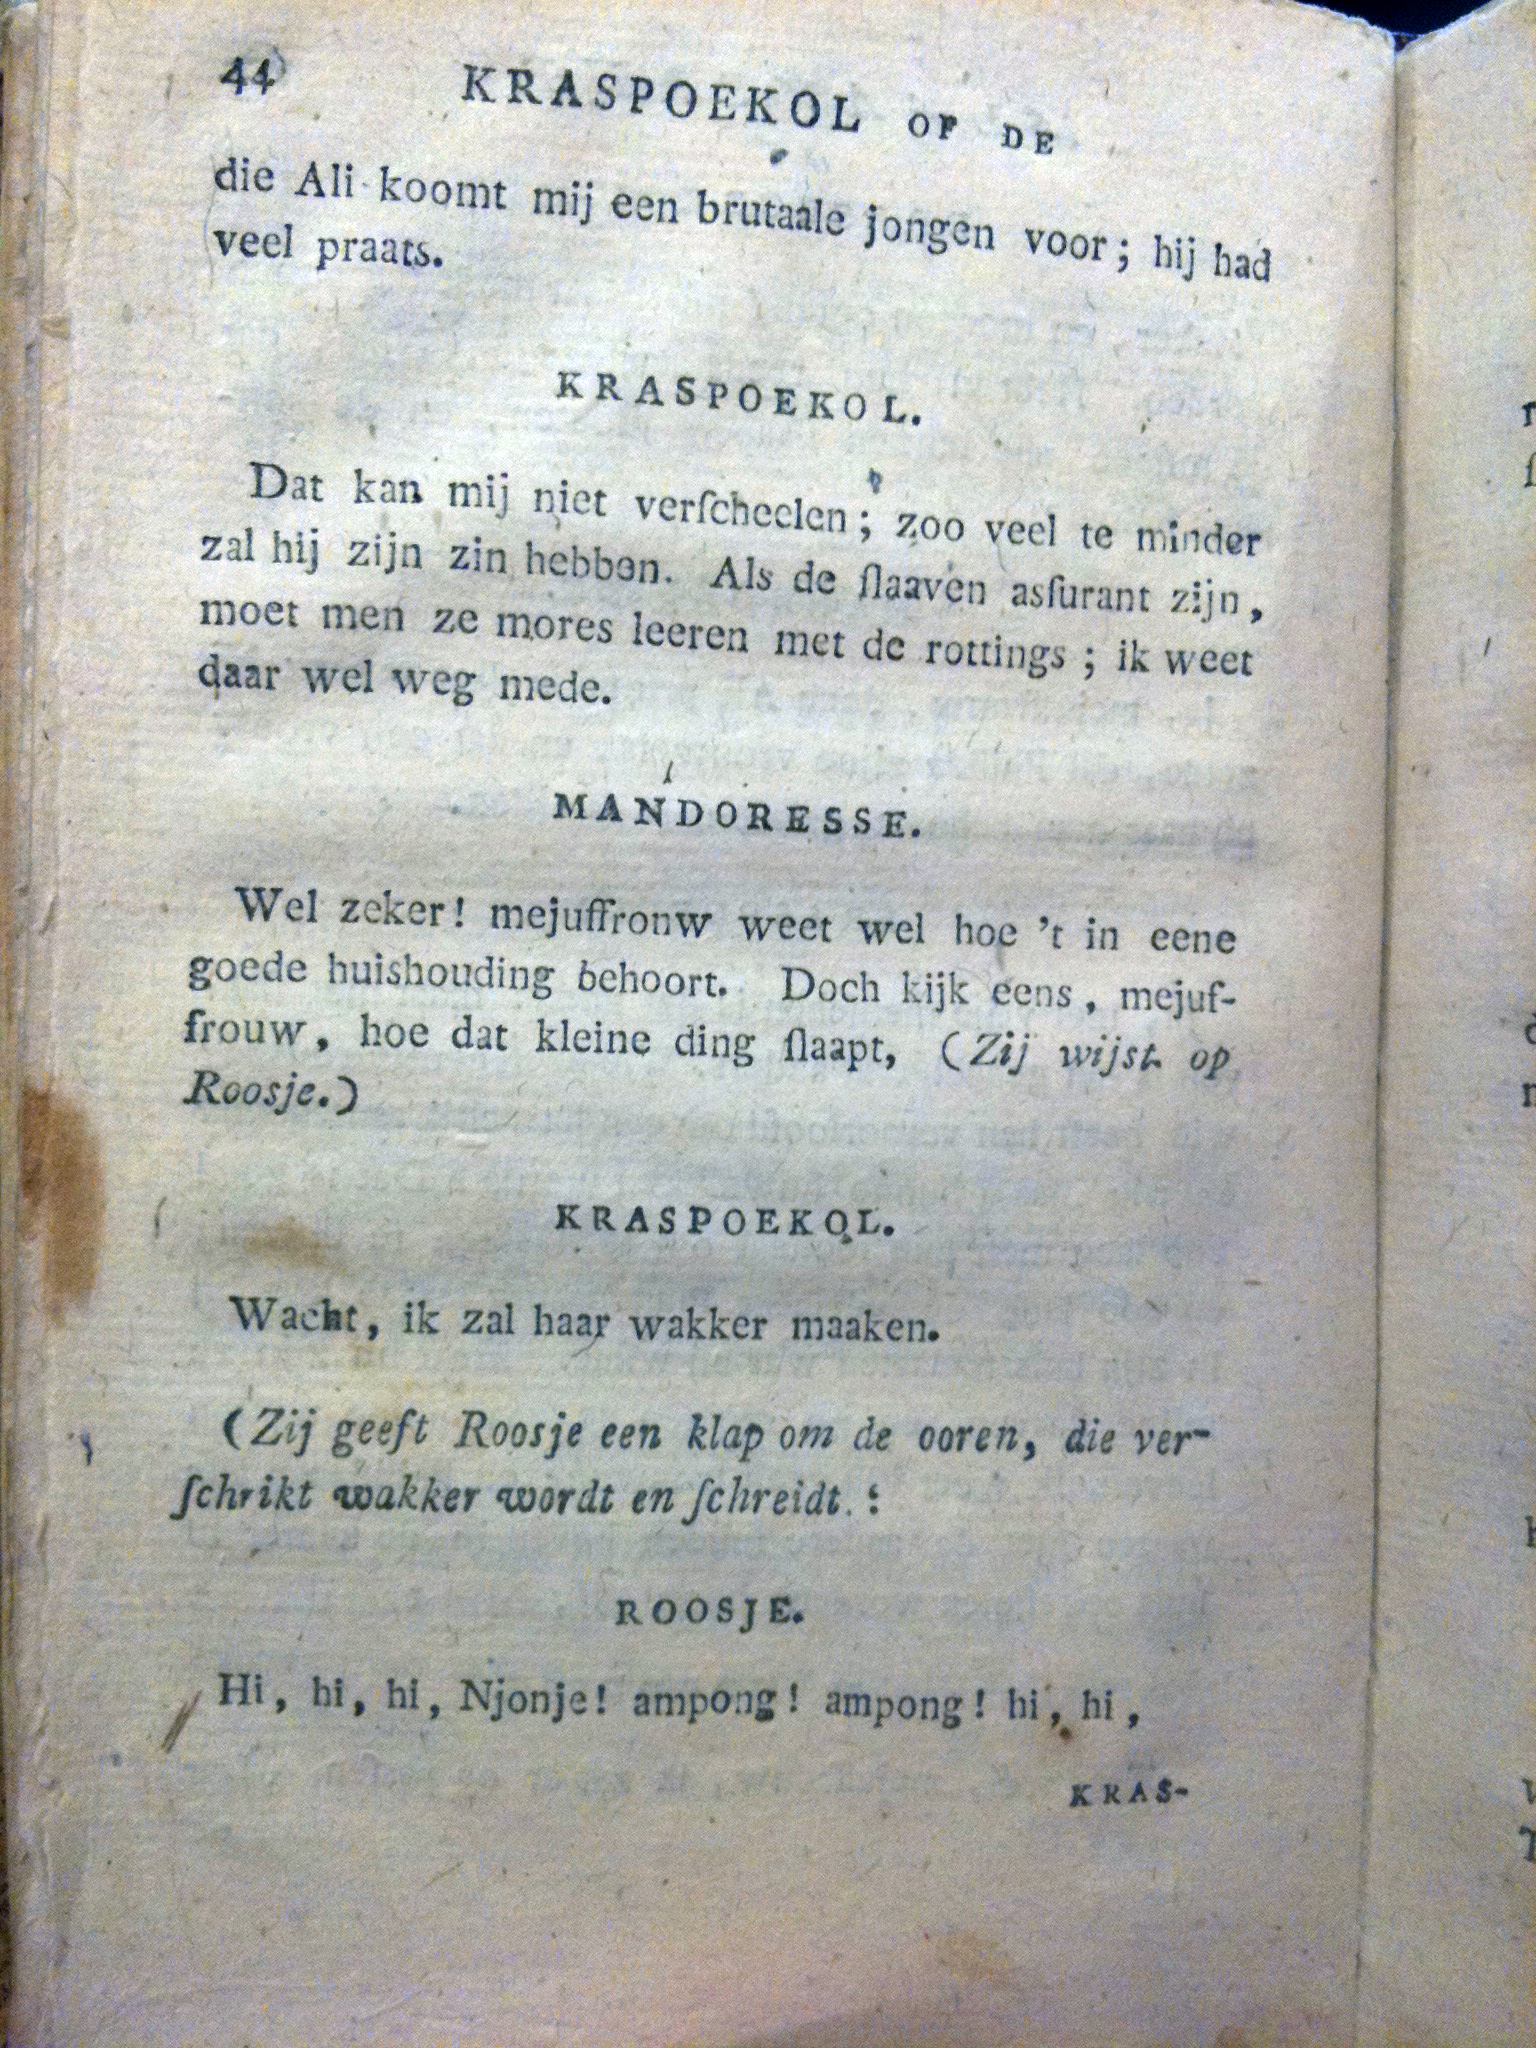 44 KRASPOEKOL OF DE
die Ali koomt mij een brutaale jongen voor; hij had
veel praats.
KRASPOEKOL.
Dat kan mij niet verſcheelen; zoo veel te minder
zal hij zijn zin hebben. Als de ſlaaven asſurant zijn,
moet men ze mores leeren met de rottings; ik weet
daar wel weg mede.
MANDORESSE.
Wel zeker! mejuffronw weet wel hoe 't in eene
goede huishouding behoort. Doch kijk eens, mejuf-
frouw, hoe dat kleine ding ſlaapt, (Zij wijst op
Roosje.)
KRASPOEKOL.
Wacht, ik zal haar wakker maaken.
(Zij geeft Roosje een klap om de ooren, die ver-
ſchrikt wakker wordt en ſchreidt.:
ROOSJE.
Hi, hi, hi, Njonje! ampong! ampong! hi, hi,
KRAS-